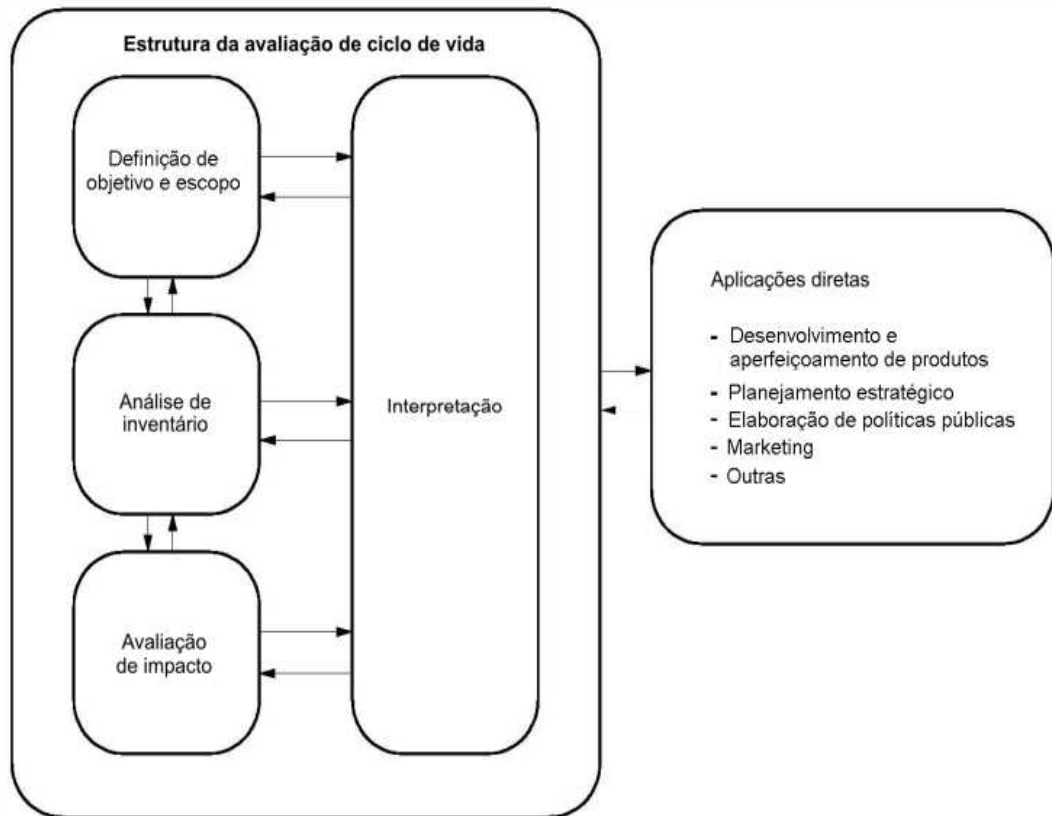 Estrutura da avaliação de ciclo de vida
Definição de
objetivo e escopo
Análise de
inventário
Avaliação
de impacto
Interpretação
Aplicações diretas
- Desenvolvimento e
aperfeiçoamento de produtos
- Planejamento estratégico
- Elaboração de políticas públicas
- Marketing
- Outras